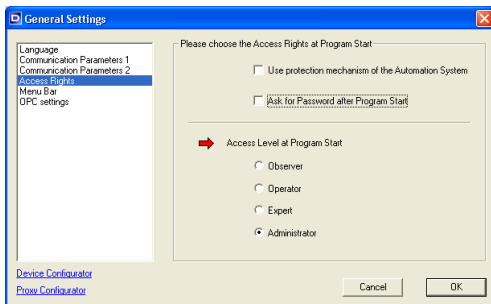 General Settings
Language
Communication Parameters 1
Communication Parameters 2
Access Rights
Menu Bar
OPC settings
Device Configurator
Proxy Configurator
Please choose the Access Rights at Program Start
Use protection mechanism of the Automation System
Ask for Password after Program Start
Access Level at Program Start
Observer
Operator
Expert
Administrator
Cancel
OK